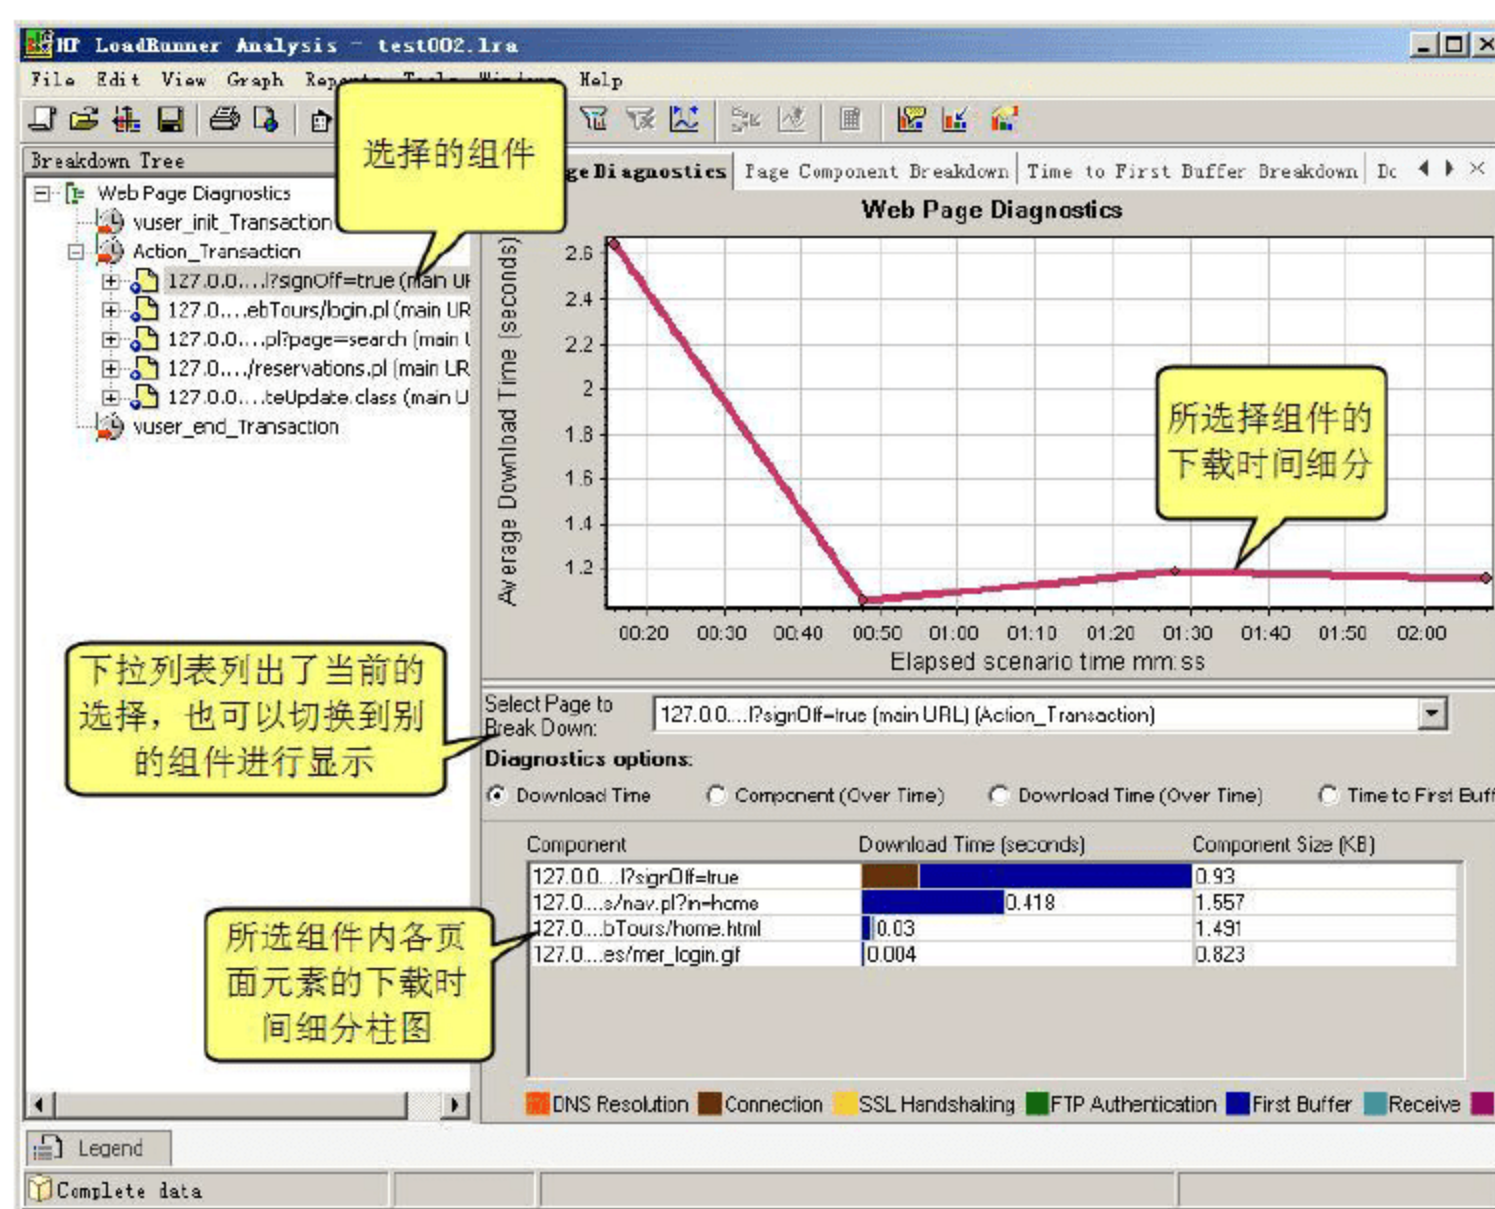 HP LoadRunner Analysis - test002.lra
File Edit View Graph Reports Tools Window Help
选择的组件
Breakdown Tree
Web Page Diagnostics
vuser_init_Transaction
Action_Transaction
127.0.0....l?signOff=true (main UR
127.0....ebTours/login.pl (main UR
127.0.0....pl?page=search (main U
127.0..../reservations.pl (main UR
127.0.0....teUpdate.class (main U
vuser_end_Transaction
ge Diagnostics Page Component Breakdown Time to First Buffer Breakdown Dc
Web Page Diagnostics
Average Download Time (seconds)
2.6
2.4
2.2
2
1.8
1.6
1.4
1.2
00:20 00:30 00:40 00:50 01:00 01:10 01:20 01:30 01:40 01:50 02:00
Elapsed scenario time mm:ss
所选择组件的
下载时间细分
下拉列表列出了当前的
选择，也可以切换到别
的组件进行显示
Select Page to
Break Down:
127.0.0....l?signOff=true (main URL) (Action_Transaction)
Diagnostics options:
Download Time Component (Over Time) Download Time (Over Time) Time to First Buff
Component Download Time (seconds) Component Size (KB)
127.0.0....l?signOff=true 0.93
127.0....s/nav.pl?in=home 0.418 1.557
127.0....bTours/home.html 0.03 1.491
127.0....es/mer_login.gif 0.004 0.823
所选组件内各页
面元素的下载时
间细分柱图
DNS Resolution Connection SSL Handshaking FTP Authentication First Buffer Receive
Legend
Complete data